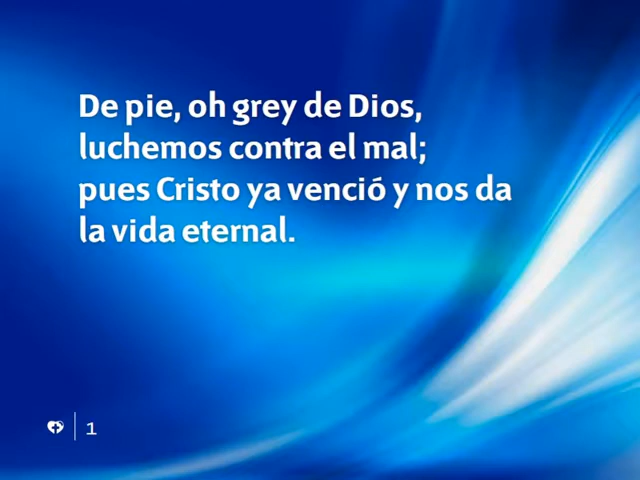 De pie, oh grey de Dios,
luchemos contra el mal;
pues Cristo ya venció y nos da
la vida eternal.
1